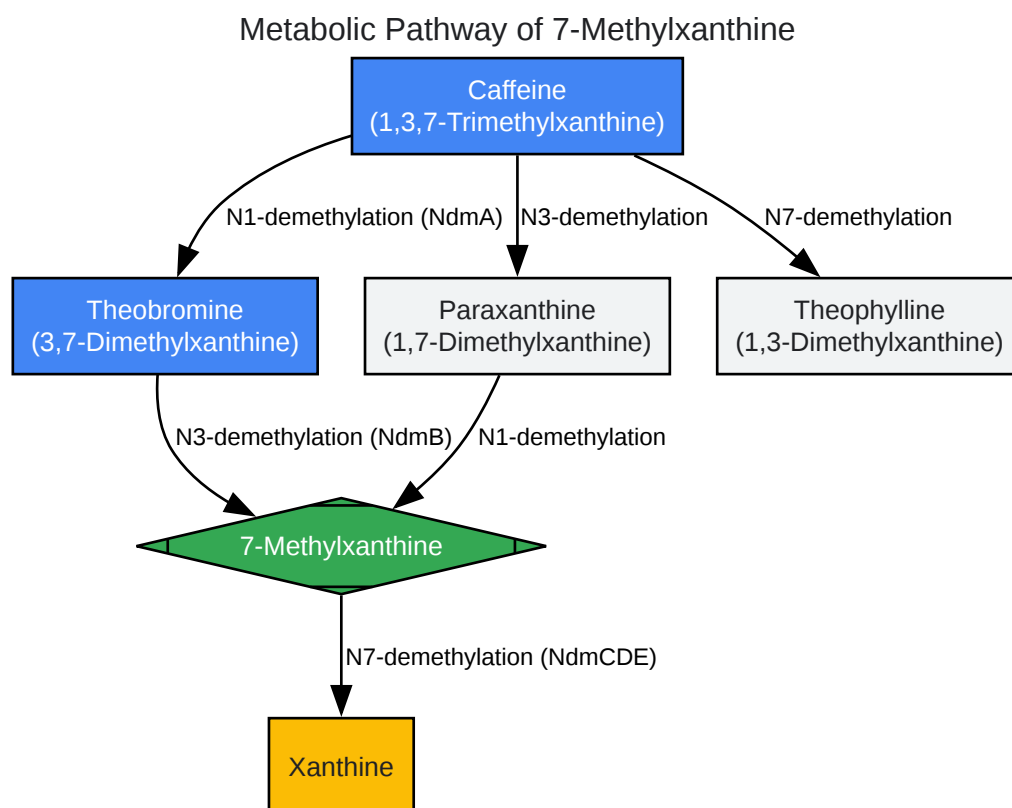 Metabolic Pathway of 7-Methylxanthine
Caffeine
(1,3,7-Trimethylxanthine)
N1-demethylation (NdmA)
N3-demethylation
N7-demethylation
Theobromine
(3,7-Dimethylxanthine)
Paraxanthine
(1,7-Dimethylxanthine)
Theophylline
(1,3-Dimethylxanthine)
N3-demethylation (NdmB)
N1-demethylation
7-Methylxanthine
N7-demethylation (NdmCDE)
Xanthine